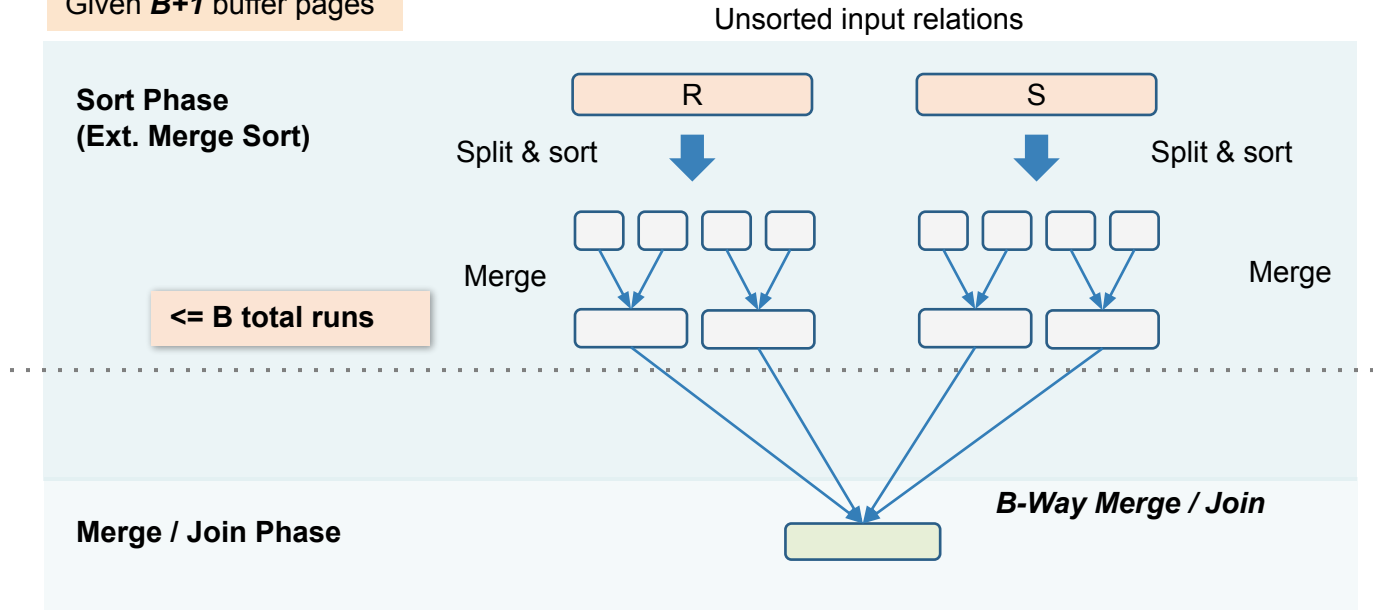 Given B+1 buffer pages
Unsorted input relations
Sort Phase
(Ext. Merge Sort)
R
S
Split & sort
Split & sort
Merge
Merge
<= B total runs
B-Way Merge / Join
Merge / Join Phase